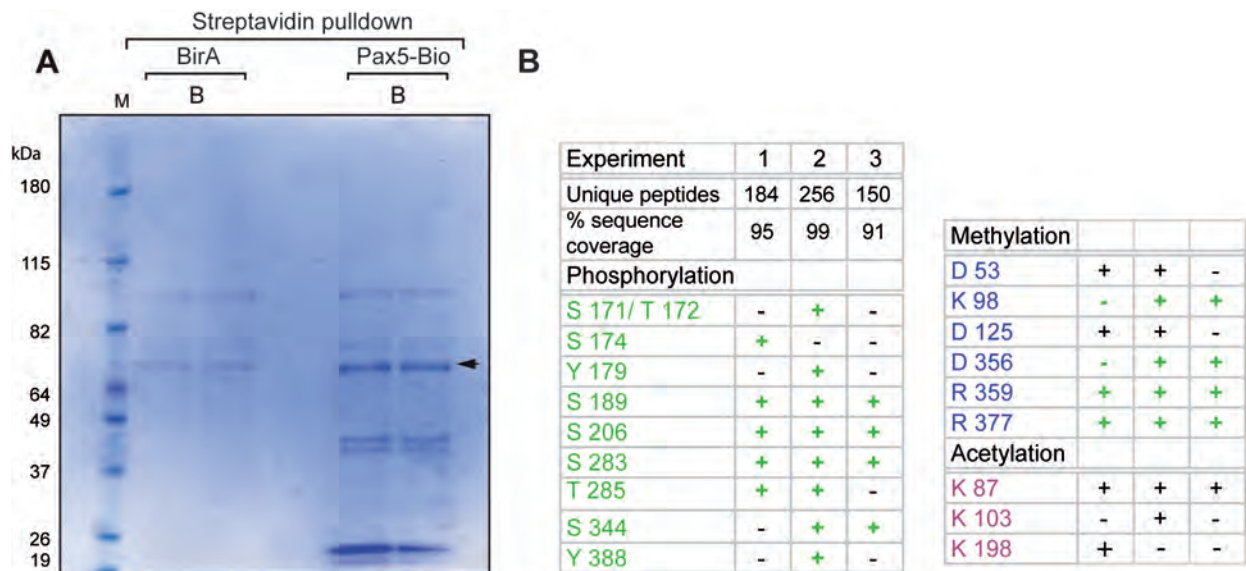 Streptavidin pulldown
A
BirA
Pax5-Bio
B
M
B
B
kDa
180
115
82
64
49
37
26
19
Experiment 1 2 3
Unique peptides 184 256 150
% sequence
coverage 95 99 91
Phosphorylation
S 171/ T 172 - + -
S 174 + - -
Y 179 - + -
S 189 + + +
S 206 + + +
S 283 + + +
T 285 + + -
S 344 - + +
Y 388 - + -
Methylation
D 53 + + -
K 98 - + +
D 125 + + -
D 356 - + +
R 359 + + +
R 377 + + +
Acetylation
K 87 + + +
K 103 - + -
K 198 + - -